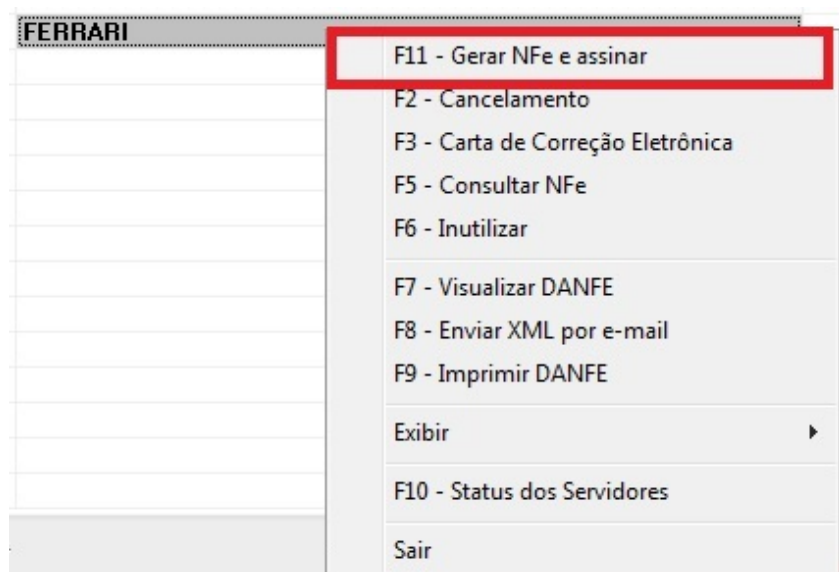 FERRARI
F11 - Gerar NFe e assinar
F2 - Cancelamento
F3 - Carta de Correção Eletrônica
F5 - Consultar NFe
F6 - Inutilizar
F7 - Visualizar DANFE
F8 - Enviar XML por e-mail
F9 - Imprimir DANFE
Exibir
F10 - Status dos Servidores
Sair